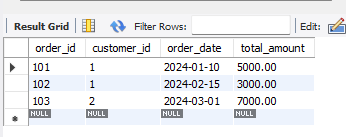 Result Grid Filter Rows: Edit:
order_id customer_id order_date total_amount
101 1 2024-01-10 5000.00
102 1 2024-02-15 3000.00
103 2 2024-03-01 7000.00
NULL NULL NULL NULL